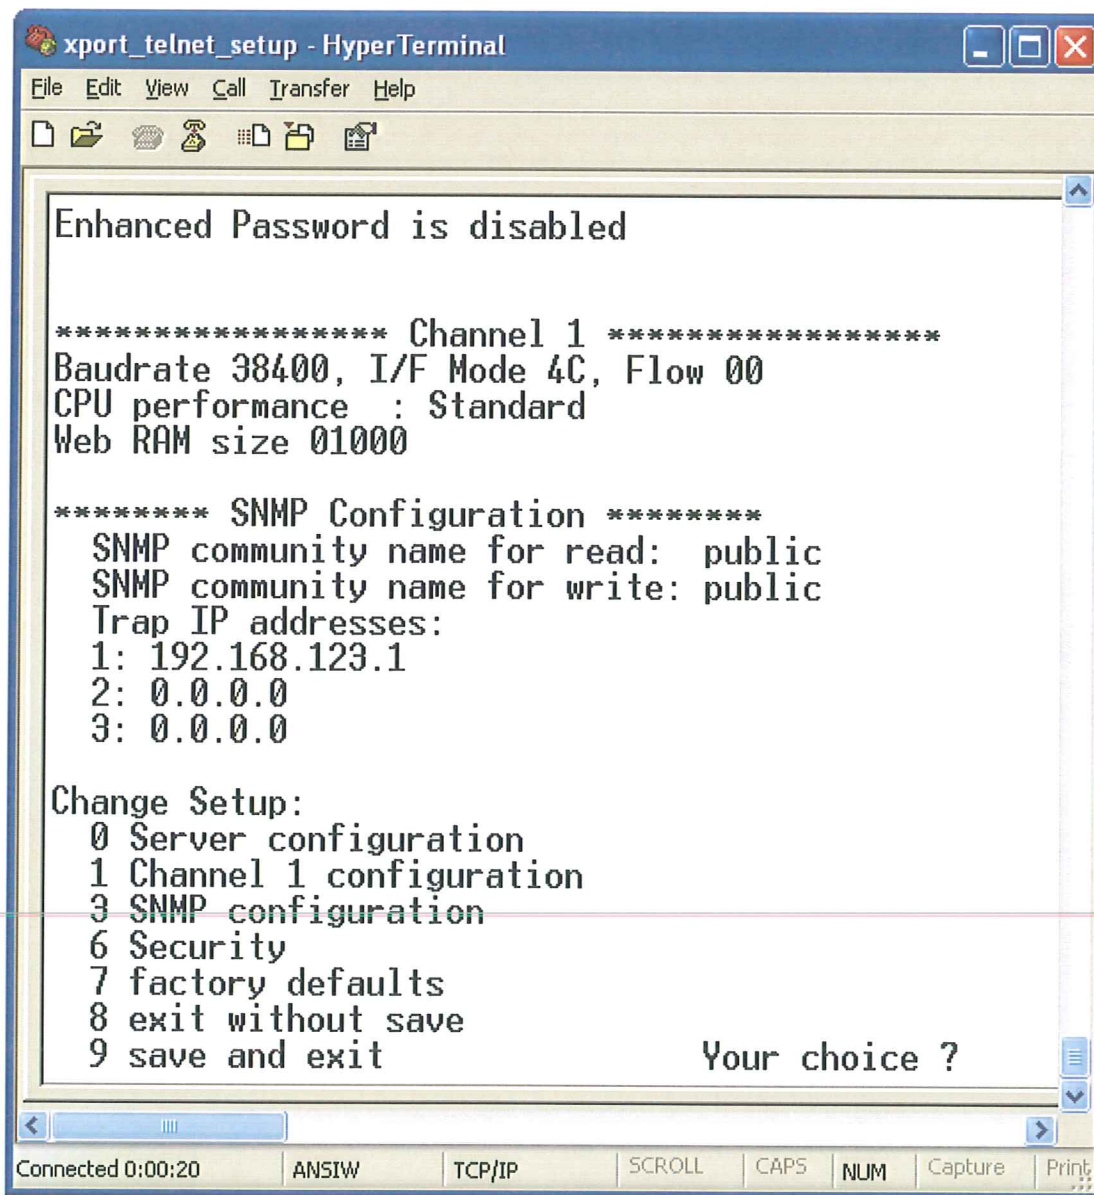 xport_telnet_setup - HyperTerminal
File Edit View Call Transfer Help
Enhanced Password is disabled
***************** Channel 1 *****************
Baudrate 38400, I/F Mode 4C, Flow 00
CPU performance  : Standard
Web RAM size 01000
******** SNMP Configuration ********
SNMP community name for read:  public
SNMP community name for write: public
Trap IP addresses:
1: 192.168.123.1
2: 0.0.0.0
3: 0.0.0.0
Change Setup:
0 Server configuration
1 Channel 1 configuration
3 SNMP configuration
6 Security
7 factory defaults
8 exit without save
9 save and exit                Your choice ?
Connected 0:00:20 ANSIW TCP/IP SCROLL CAPS NUM Capture Print